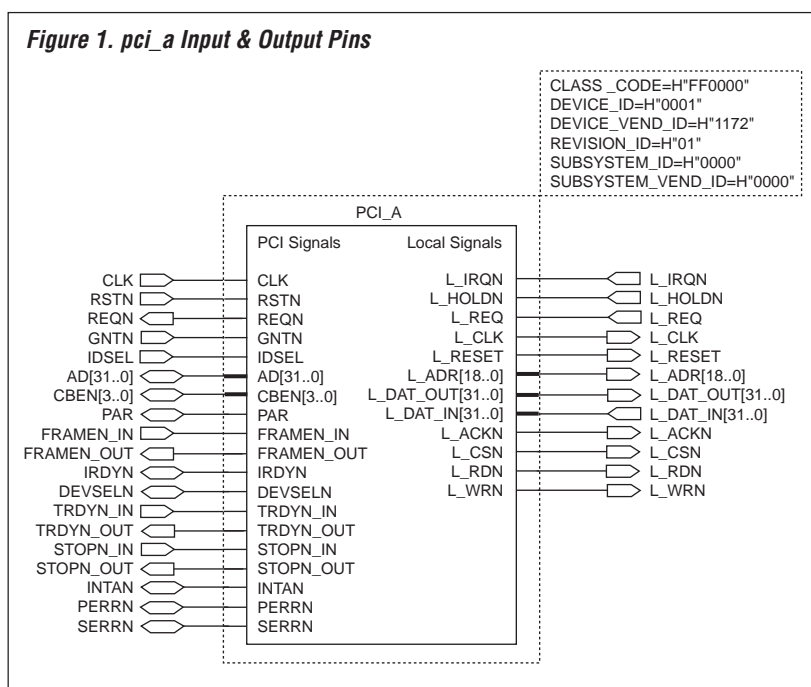 Figure 1. pci_a Input & Output Pins
CLASS _CODE=H"FF0000"
DEVICE_ID=H"0001"
DEVICE_VEND_ID=H"1172"
REVISION_ID=H"01"
SUBSYSTEM_ID=H"0000"
SUBSYSTEM_VEND_ID=H"0000"
PCI_A
PCI Signals Local Signals
CLK CLK L_IRQN L_IRQN
RSTN RSTN L_HOLDN L_HOLDN
REQN REQN L_REQ L_REQ
GNTN GNTN L_CLK L_CLK
IDSEL IDSEL L_RESET L_RESET
AD[31..0] AD[31..0] L_ADR[18..0] L_ADR[18..0]
CBEN[3..0] CBEN[3..0] L_DAT_OUT[31..0] L_DAT_OUT[31..0]
PAR PAR L_DAT_IN[31..0] L_DAT_IN[31..0]
FRAMEN_IN FRAMEN_IN L_ACKN L_ACKN
FRAMEN_OUT FRAMEN_OUT L_CSN L_CSN
IRDYN IRDYN L_RDN L_RDN
DEVSELN DEVSELN L_WRN L_WRN
TRDYN_IN TRDYN_IN
TRDYN_OUT TRDYN_OUT
STOPN_IN STOPN_IN
STOPN_OUT STOPN_OUT
INTAN INTAN
PERRN PERRN
SERRN SERRN